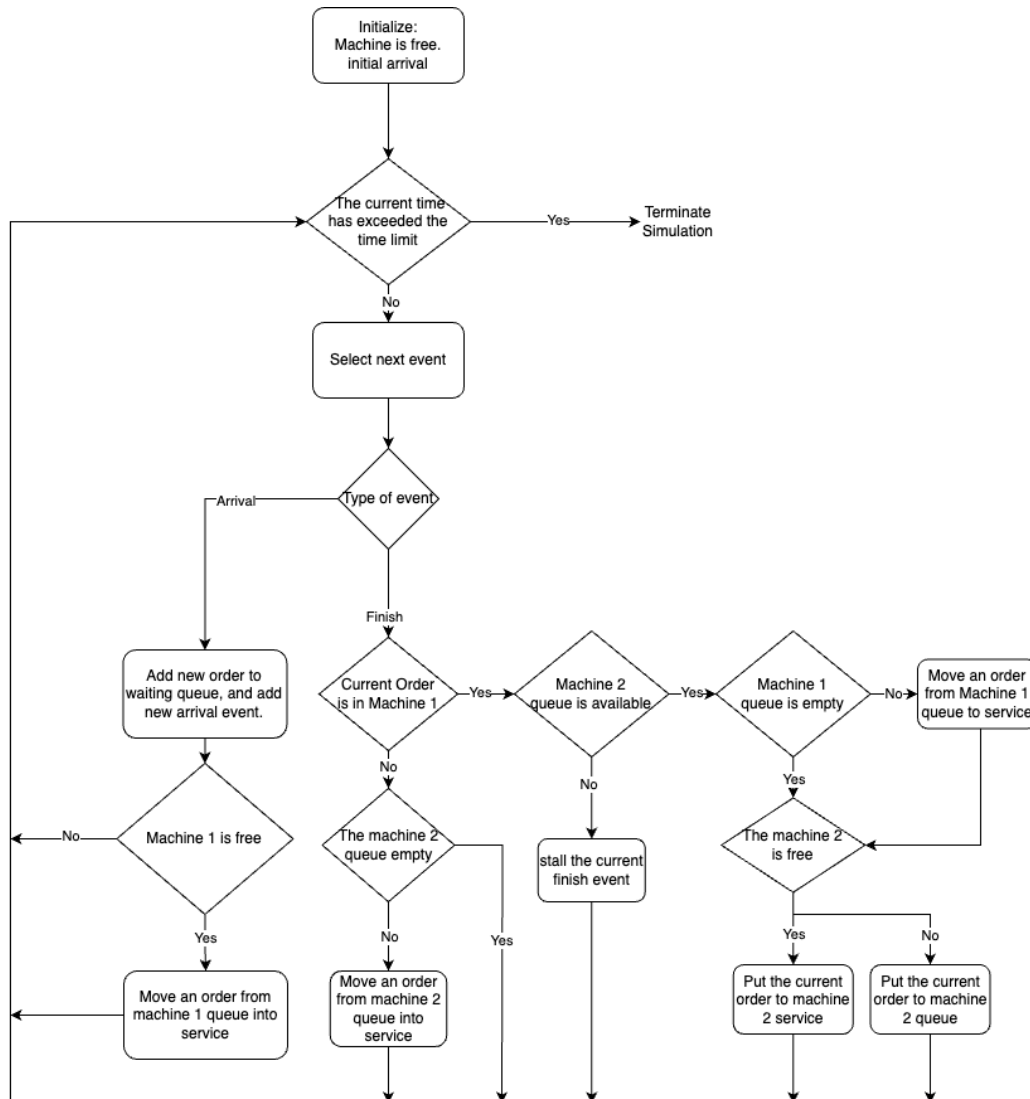 Initialize:
Machine is free.
initial arrival
The current time
has exceeded the
time limit
Yes
Terminate
Simulation
No
Select next event
Type of event
Arrival
Finish
Add new order to
waiting queue, and add
new arrival event.
Current Order
is in Machine 1
Yes
Machine 2
queue is available
Yes
Machine 1
queue is empty
No
Move an order
from Machine 1
queue to service
No
No
Yes
Machine 1 is free
No
The machine 2
queue empty
stall the current
finish event
The machine 2
is free
Yes
No
Yes
Yes
No
Move an order from
machine 1 queue into
service
Move an order
from machine 2
queue into
service
Put the current
order to machine
2 service
Put the current
order to machine
2 queue